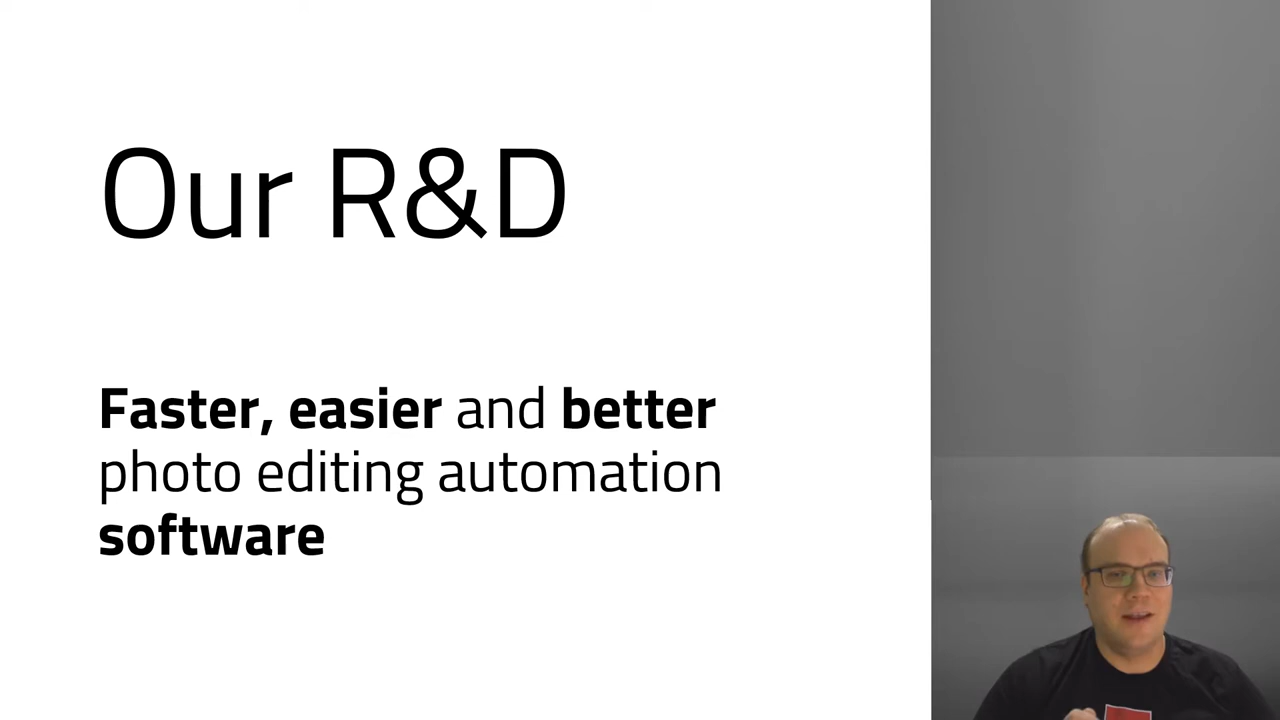 Our R&D
Faster, easier and better
photo editing automation
software